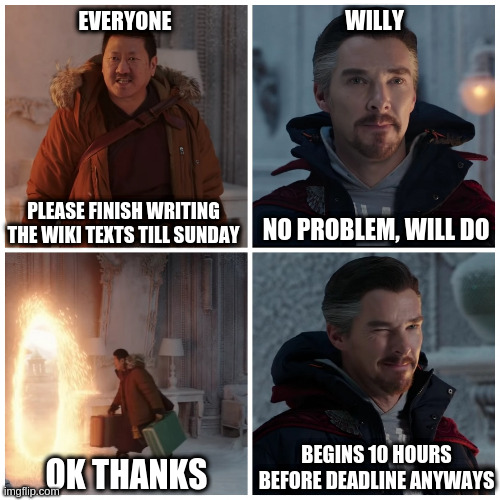 EVERYONE
PLEASE FINISH WRITING
THE WIKI TEXTS TILL SUNDAY
WILLY
NO PROBLEM, WILL DO
OK THANKS
BEGINS 10 HOURS
BEFORE DEADLINE ANYWAYS
imgflip.com